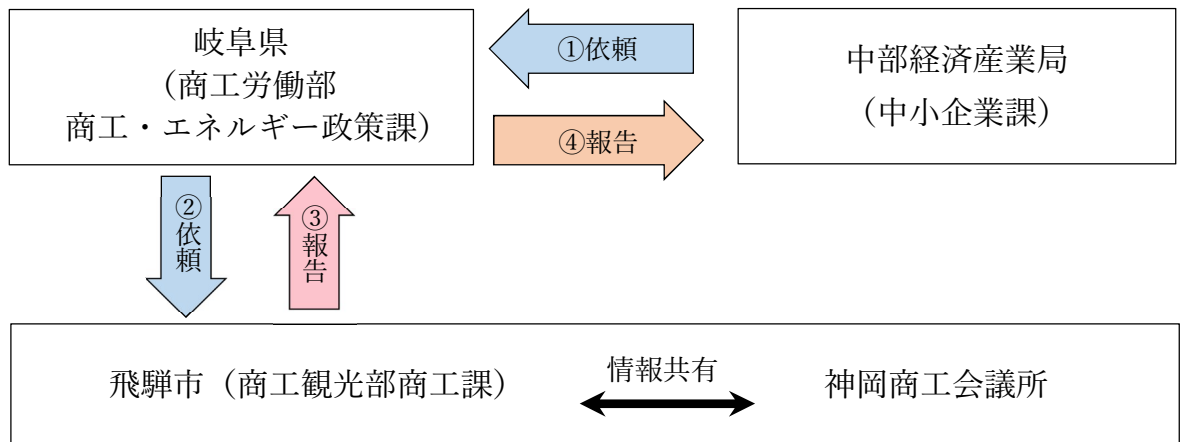 岐阜県
（商工労働部
商工・エネルギー政策課）
①依頼
中部経済産業局
（中小企業課）
④報告
②依頼
③報告
飛騨市（商工観光部商工課）
情報共有
神岡商工会議所